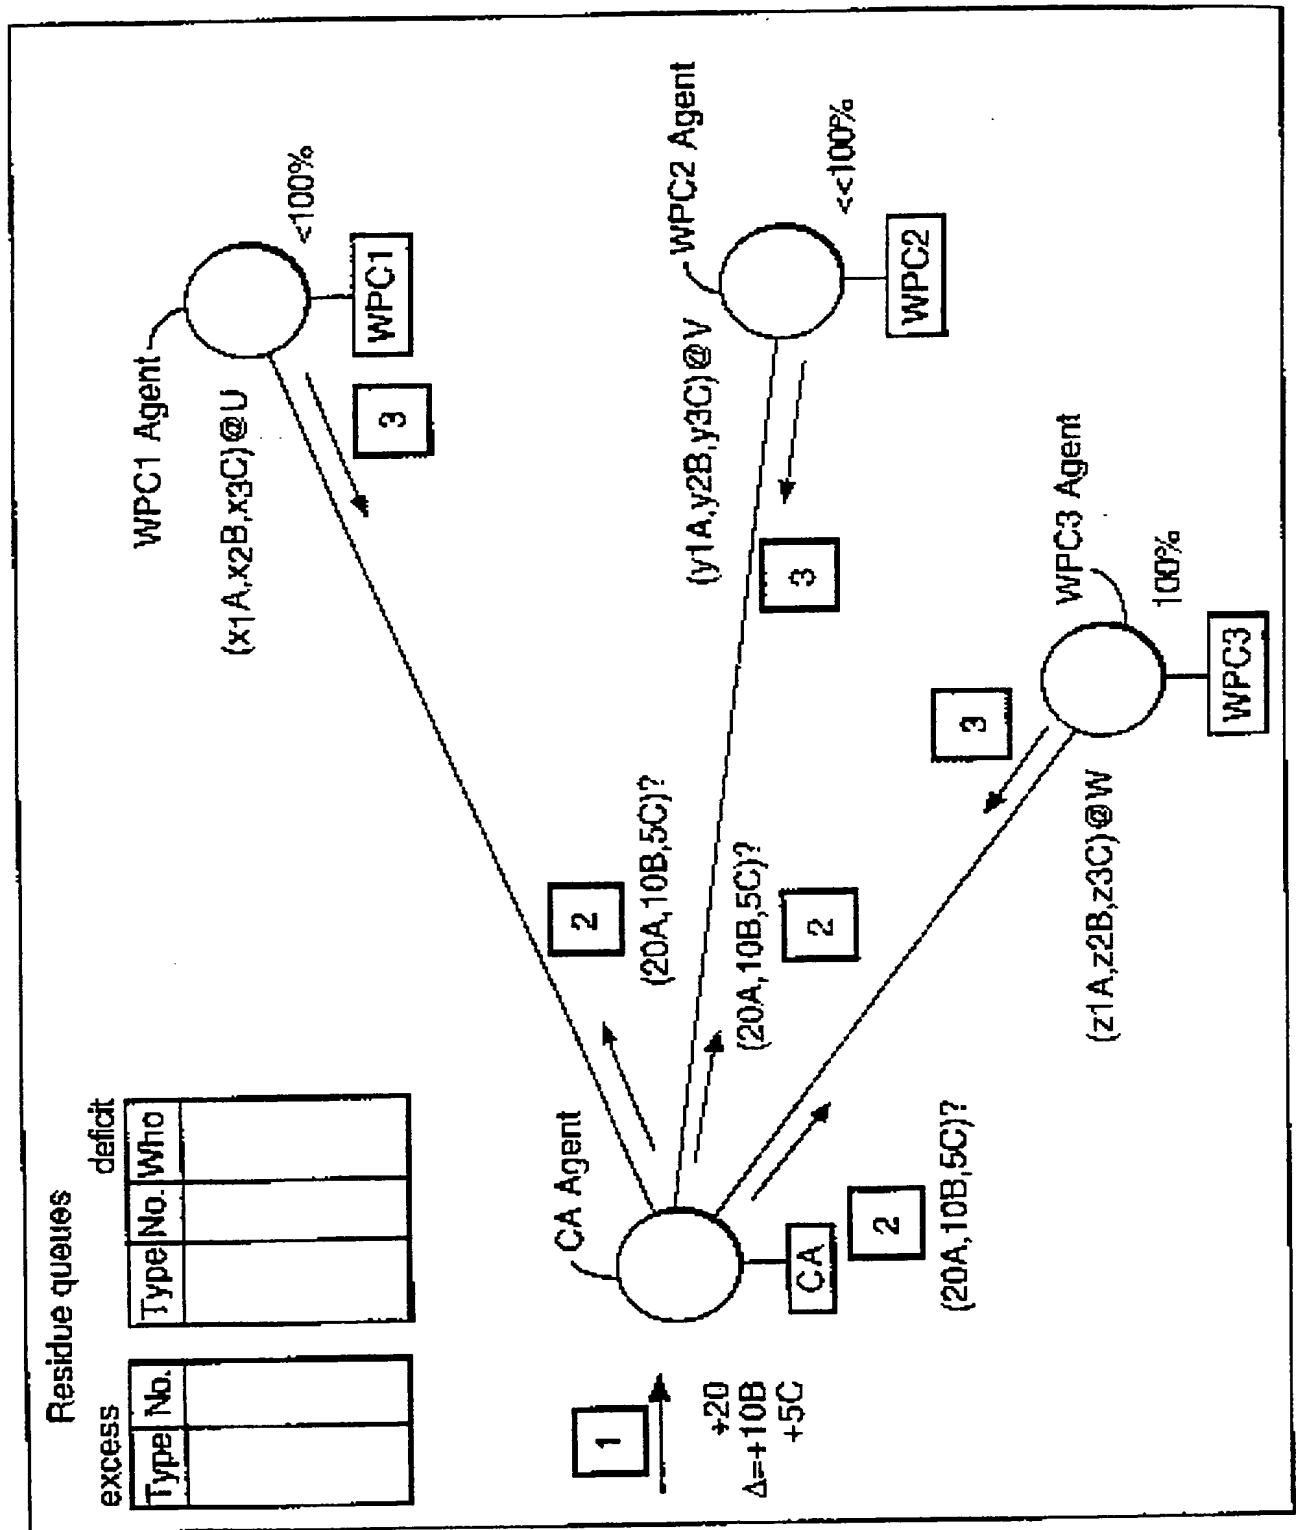 Residue queues
excess
Type No.
deficit
Type No. Who
1
+20
Δ=+10B
+5C
CA Agent
CA
2
(20A,10B,5C)?
2
(20A,10B,5C)?
2
(20A,10B,5C)?
WPC1 Agent
(x1A,x2B,x3C)@U
3
WPC1
<100%
WPC2 Agent
(y1A,y2B,y3C)@V
3
WPC2
<<100%
WPC3 Agent
(z1A,z2B,z3C)@W
3
WPC3
100%